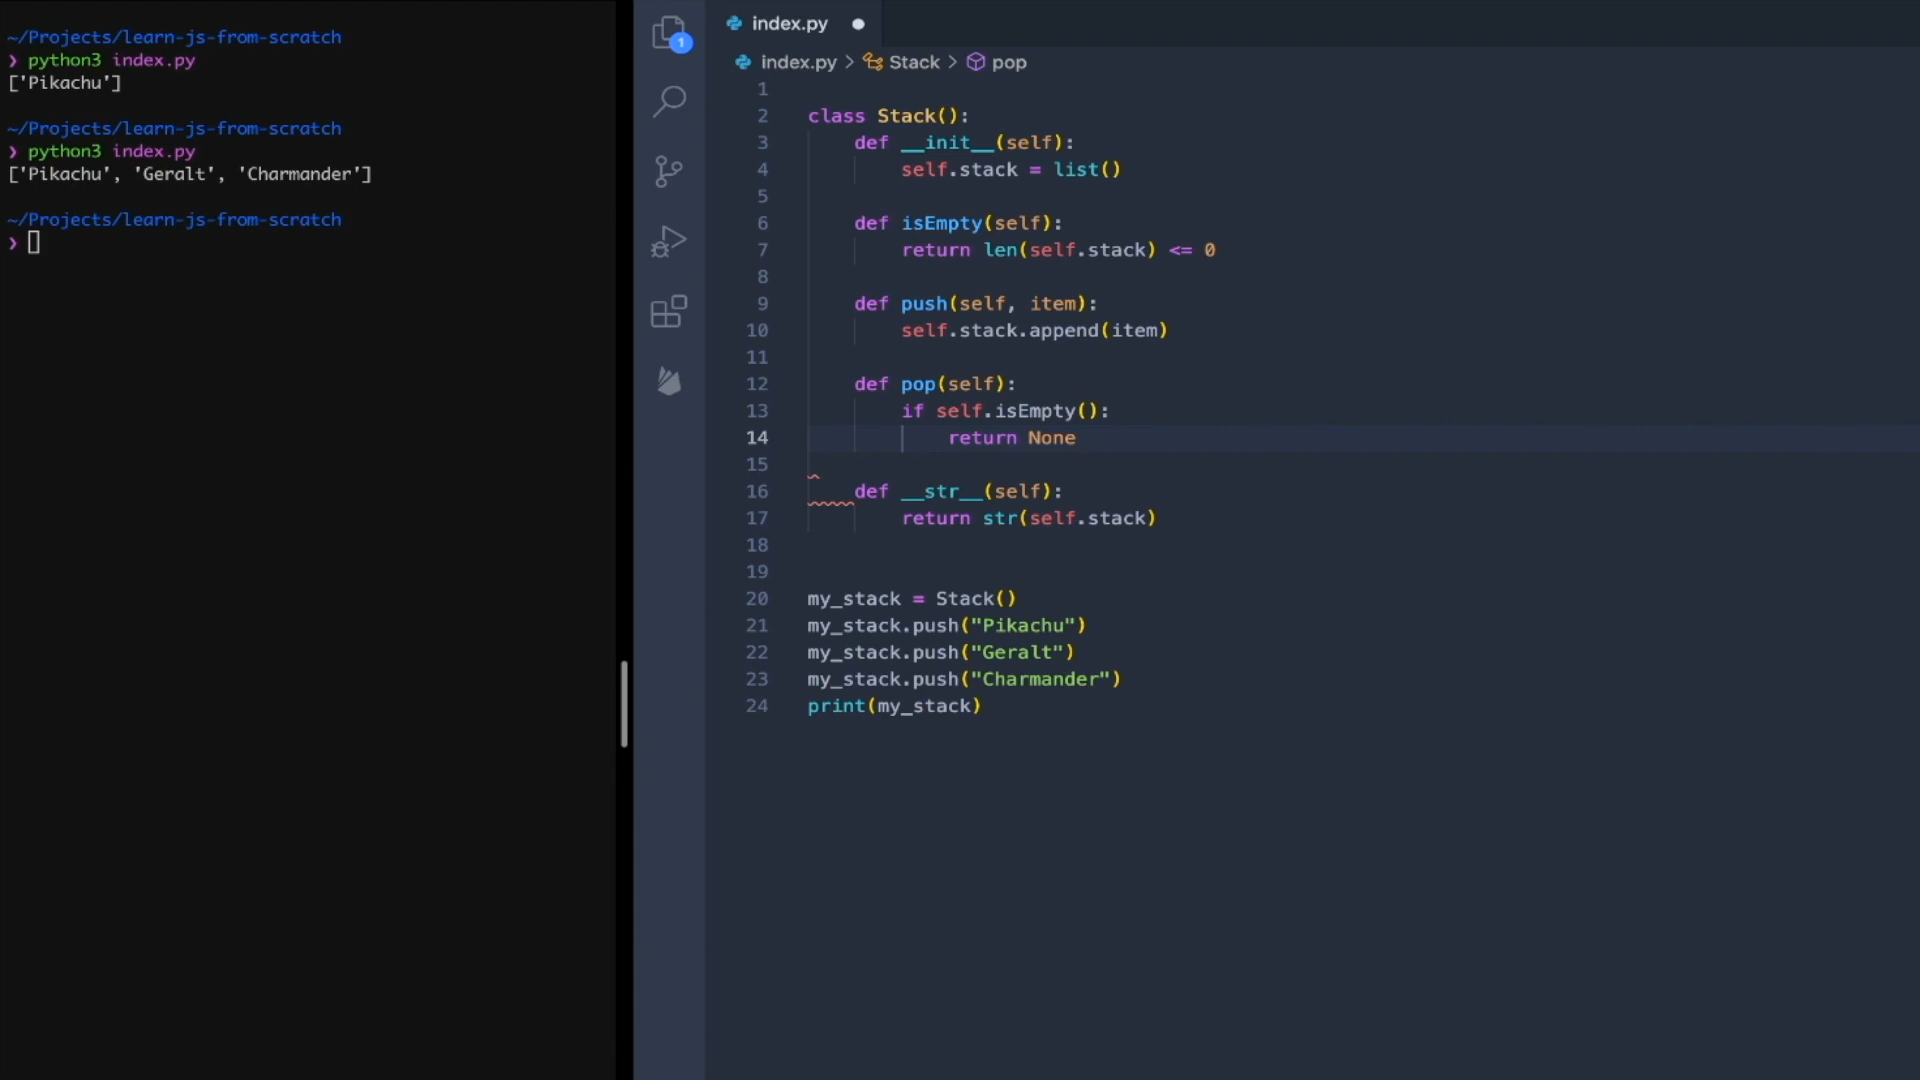 ~/Projects/learn-js-from-scratch
❯ python3 index.py
['Pikachu']
~/Projects/learn-js-from-scratch
❯ python3 index.py
['Pikachu', 'Geralt', 'Charmander']
~/Projects/learn-js-from-scratch
❯
1
index.py ●
index.py > Stack > pop
1
2 class Stack():
3     def __init__(self):
4         self.stack = list()
5
6     def isEmpty(self):
7         return len(self.stack) <= 0
8
9     def push(self, item):
10         self.stack.append(item)
11
12     def pop(self):
13         if self.isEmpty():
14             return None
15
16     def __str__(self):
17         return str(self.stack)
18
19
20 my_stack = Stack()
21 my_stack.push("Pikachu")
22 my_stack.push("Geralt")
23 my_stack.push("Charmander")
24 print(my_stack)